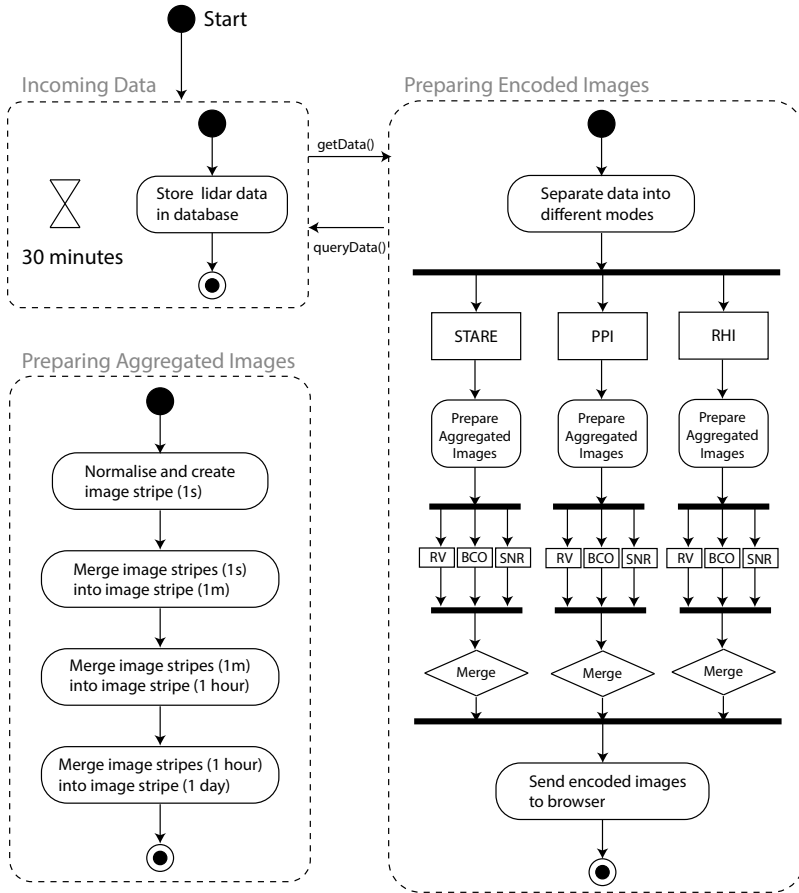 Start
Incoming Data
Store lidar data
in database
30 minutes
getData()
queryData()
Preparing Encoded Images
Separate data into
different modes
STARE
PPI
RHI
Prepare
Aggregated
Images
Prepare
Aggregated
Images
Prepare
Aggregated
Images
RV
BCO
SNR
RV
BCO
SNR
RV
BCO
SNR
Merge
Merge
Merge
Send encoded images
to browser
Preparing Aggregated Images
Normalise and create
image stripe (1s)
Merge image stripes (1s)
into image stripe (1m)
Merge image stripes (1m)
into image stripe (1 hour)
Merge image stripes (1 hour)
into image stripe (1 day)